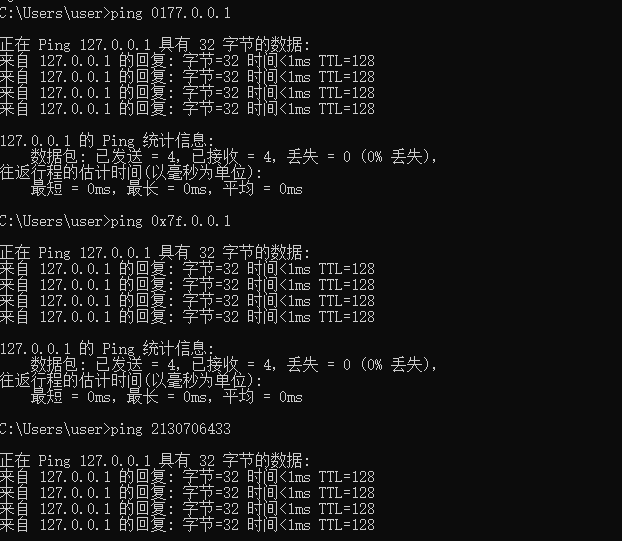 C:\Users\user>ping 0177.0.0.1
正在 Ping 127.0.0.1 具有 32 字节的数据:
来自 127.0.0.1 的回复: 字节=32 时间<1ms TTL=128
来自 127.0.0.1 的回复: 字节=32 时间<1ms TTL=128
来自 127.0.0.1 的回复: 字节=32 时间<1ms TTL=128
来自 127.0.0.1 的回复: 字节=32 时间<1ms TTL=128
127.0.0.1 的 Ping 统计信息:
数据包: 已发送 = 4，已接收 = 4，丢失 = 0 (0% 丢失)，
往返行程的估计时间(以毫秒为单位):
最短 = 0ms，最长 = 0ms，平均 = 0ms
C:\Users\user>ping 0x7f.0.0.1
正在 Ping 127.0.0.1 具有 32 字节的数据:
来自 127.0.0.1 的回复: 字节=32 时间<1ms TTL=128
来自 127.0.0.1 的回复: 字节=32 时间<1ms TTL=128
来自 127.0.0.1 的回复: 字节=32 时间<1ms TTL=128
来自 127.0.0.1 的回复: 字节=32 时间<1ms TTL=128
127.0.0.1 的 Ping 统计信息:
数据包: 已发送 = 4，已接收 = 4，丢失 = 0 (0% 丢失)，
往返行程的估计时间(以毫秒为单位):
最短 = 0ms，最长 = 0ms，平均 = 0ms
C:\Users\user>ping 2130706433
正在 Ping 127.0.0.1 具有 32 字节的数据:
来自 127.0.0.1 的回复: 字节=32 时间<1ms TTL=128
来自 127.0.0.1 的回复: 字节=32 时间<1ms TTL=128
来自 127.0.0.1 的回复: 字节=32 时间<1ms TTL=128
来自 127.0.0.1 的回复: 字节=32 时间<1ms TTL=128